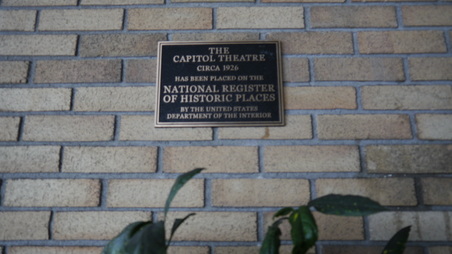 THE
CAPITOL THEATRE
CIRCA 1926
HAS BEEN PLACED ON THE
NATIONAL REGISTER
OF HISTORIC PLACES
BY THE UNITED STATES
DEPARTMENT OF THE INTERIOR